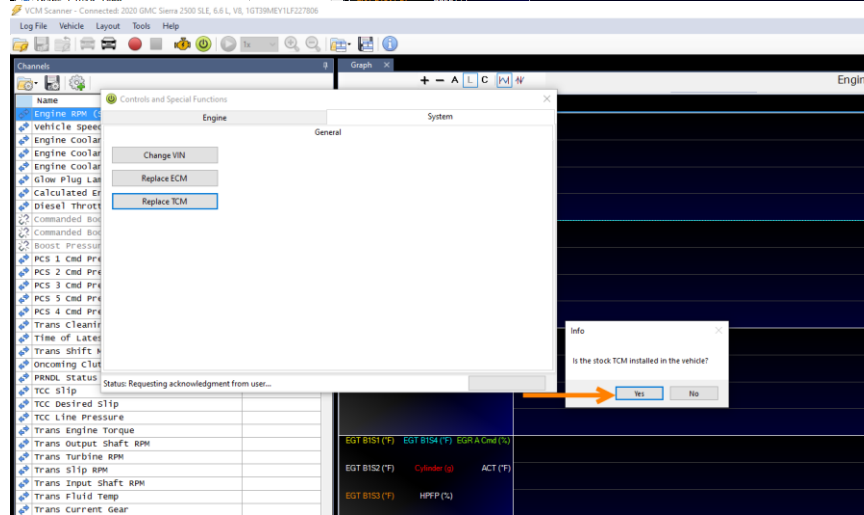 VCM Scanner - Connected: 2020 GMC Sierra 2500 SLE, 6.6 L, V8, 1GT39MEY1LF227806
Log File Vehicle Layout Tools Help
1x
Channels
Graph
+ − A L C
Engin
Name
Engine RPM (S
Vehicle Speed
Engine Coolan
Engine Coolan
Engine Coolan
Glow Plug Lam
Calculated En
Diesel Thrott
Commanded Boo
Commanded Boo
Boost Pressur
PCS 1 Cmd Pre
PCS 2 Cmd Pre
PCS 3 Cmd Pre
PCS 5 Cmd Pre
PCS 4 Cmd Pre
Trans Cleanin
Time of Lates
Trans Shift M
Oncoming Clut
PRNDL Status
TCC Slip
TCC Desired Slip
TCC Line Pressure
Trans Engine Torque
Trans Output Shaft RPM
Trans Turbine RPM
Trans Slip RPM
Trans Input Shaft RPM
Trans Fluid Temp
Trans Current Gear
Controls and Special Functions
Engine
System
General
Change VIN
Replace ECM
Replace TCM
Status: Requesting acknowledgment from user...
Info
Is the stock TCM installed in the vehicle?
Yes
No
EGT B1S1 (°F) EGT B1S4 (°F) EGR A Cmd (%)
EGT B1S2 (°F) Cylinder (g) ACT (°F)
EGT B1S3 (°F) HPFP (%)